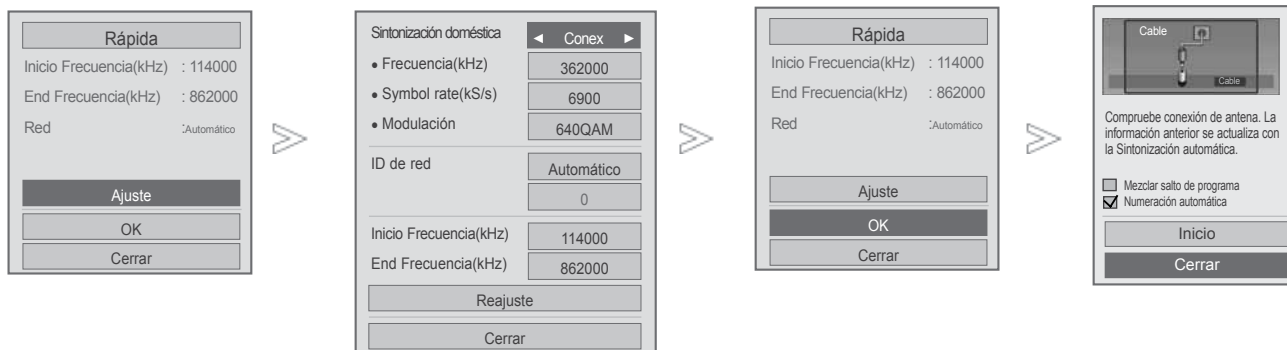 Rápida
Inicio Frecuencia(kHz) : 114000
End Frecuencia(kHz) : 862000
Red :Automático
Ajuste
OK
Cerrar
Sintonización doméstica ◄ Conex ►
• Frecuencia(kHz) 362000
• Symbol rate(kS/s) 6900
• Modulación 640QAM
ID de red Automático
0
Inicio Frecuencia(kHz) 114000
End Frecuencia(kHz) 862000
Reajuste
Cerrar
Rápida
Inicio Frecuencia(kHz) : 114000
End Frecuencia(kHz) : 862000
Red :Automático
Ajuste
OK
Cerrar
Cable
Cable
Compruebe conexión de antena. La
información anterior se actualiza con
la Sintonización automática.
Mezclar salto de programa
Numeración automática
Inicio
Cerrar